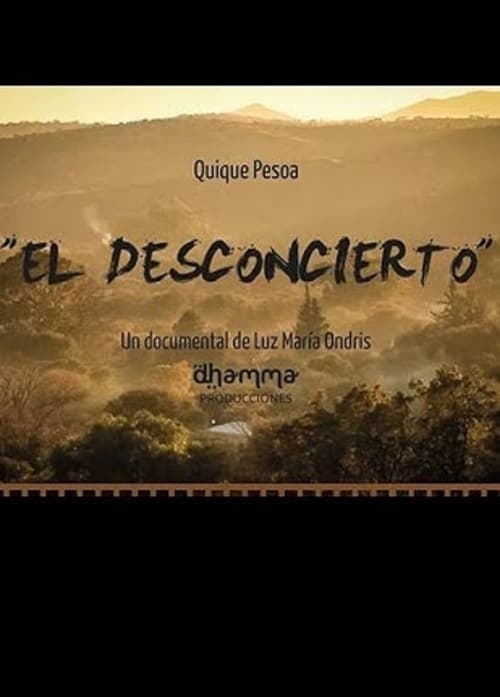 Quique Pesoa
"EL DESCONCIERTO"
Un documental de Luz María Ondris
dhamma
PRODUCCIONES